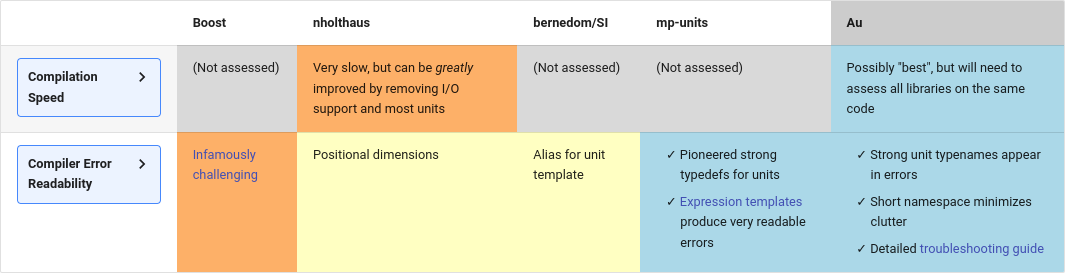 Boost
nholthaus
bernedom/SI
mp-units
Au
Compilation
Speed
(Not assessed)
Very slow, but can be greatly
improved by removing I/O
support and most units
(Not assessed)
(Not assessed)
Possibly "best", but will need to
assess all libraries on the same
code
Compiler Error
Readability
Infamously
challenging
Positional dimensions
Alias for unit
template
✓ Pioneered strong
typedefs for units
✓ Expression templates
produce very readable
errors
✓ Strong unit typenames appear
in errors
✓ Short namespace minimizes
clutter
✓ Detailed troubleshooting guide